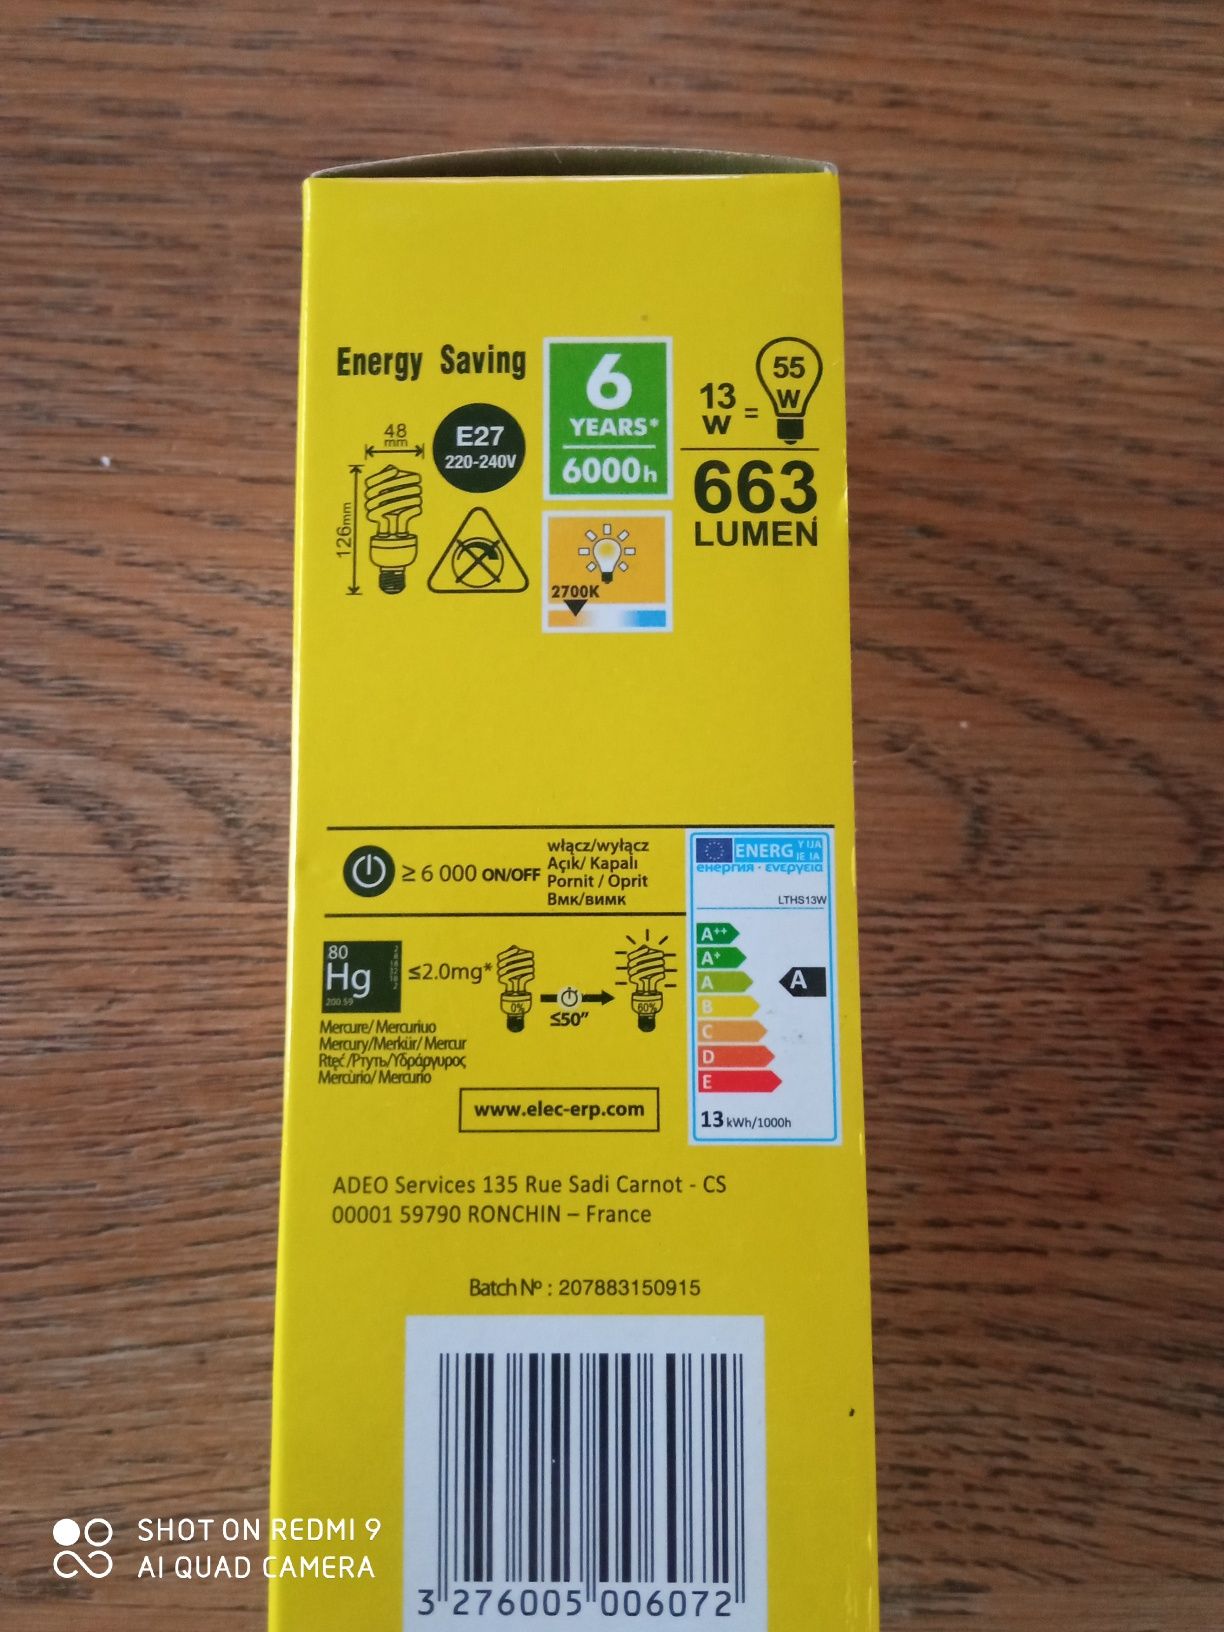 Energy Saving
6
YEARS*
6000h
13
W
=
55
W
663
LUMEN
48
mm
126mm
E27
220-240V
2700K
≥ 6 000 ON/OFF
włącz/wyłącz
Açık/ Kapalı
Pornit / Oprit
Вмк/вимк
ENERG
Y IJA
IE IA
енергия · ενεργεια
LTHS13W
A++
A+
A
B
C
D
E
A
13 kWh/1000h
80
Hg
200.59
≤2.0mg*
0%
≤50"
60%
Mercure/ Mercuriuo
Mercury/Merkür/ Mercur
Rtęć /Ртуть/Υδράργυρος
Mercúrio/ Mercurio
www.elec-erp.com
ADEO Services 135 Rue Sadi Carnot - CS
00001 59790 RONCHIN – France
Batch Nº : 207883150915
3 276005 006072
SHOT ON REDMI 9
AI QUAD CAMERA